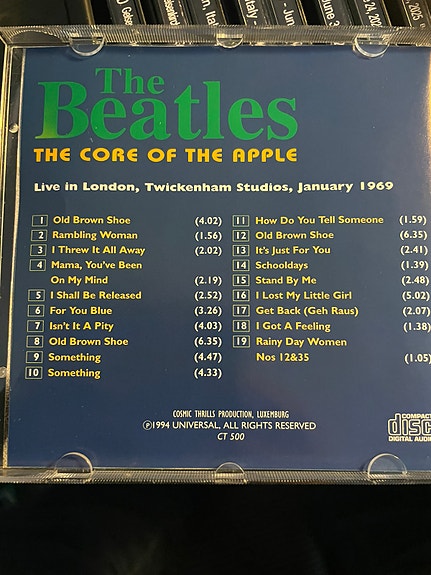 The
Beatles
THE CORE OF THE APPLE
Live in London, Twickenham Studios, January 1969
1 Old Brown Shoe (4.02)
2 Rambling Woman (1.56)
3 I Threw It All Away (2.02)
4 Mama, You've Been
On My Mind (2.19)
5 I Shall Be Released (2.52)
6 For You Blue (3.26)
7 Isn't It A Pity (4.03)
8 Old Brown Shoe (6.35)
9 Something (4.47)
10 Something (4.33)
11 How Do You Tell Someone (1.59)
12 Old Brown Shoe (6.35)
13 It's Just For You (2.41)
14 Schooldays (1.39)
15 Stand By Me (2.48)
16 I Lost My Little Girl (5.02)
17 Get Back (Geh Raus) (2.07)
18 I Got A Feeling (1.38)
19 Rainy Day Women
Nos 12&35 (1.05)
COSMIC THRILLS PRODUCTION, LUXEMBURG
Ⓟ1994 UNIVERSAL, ALL RIGHTS RESERVED
CT 500
COMPACT
disc
DIGITAL AUDIO